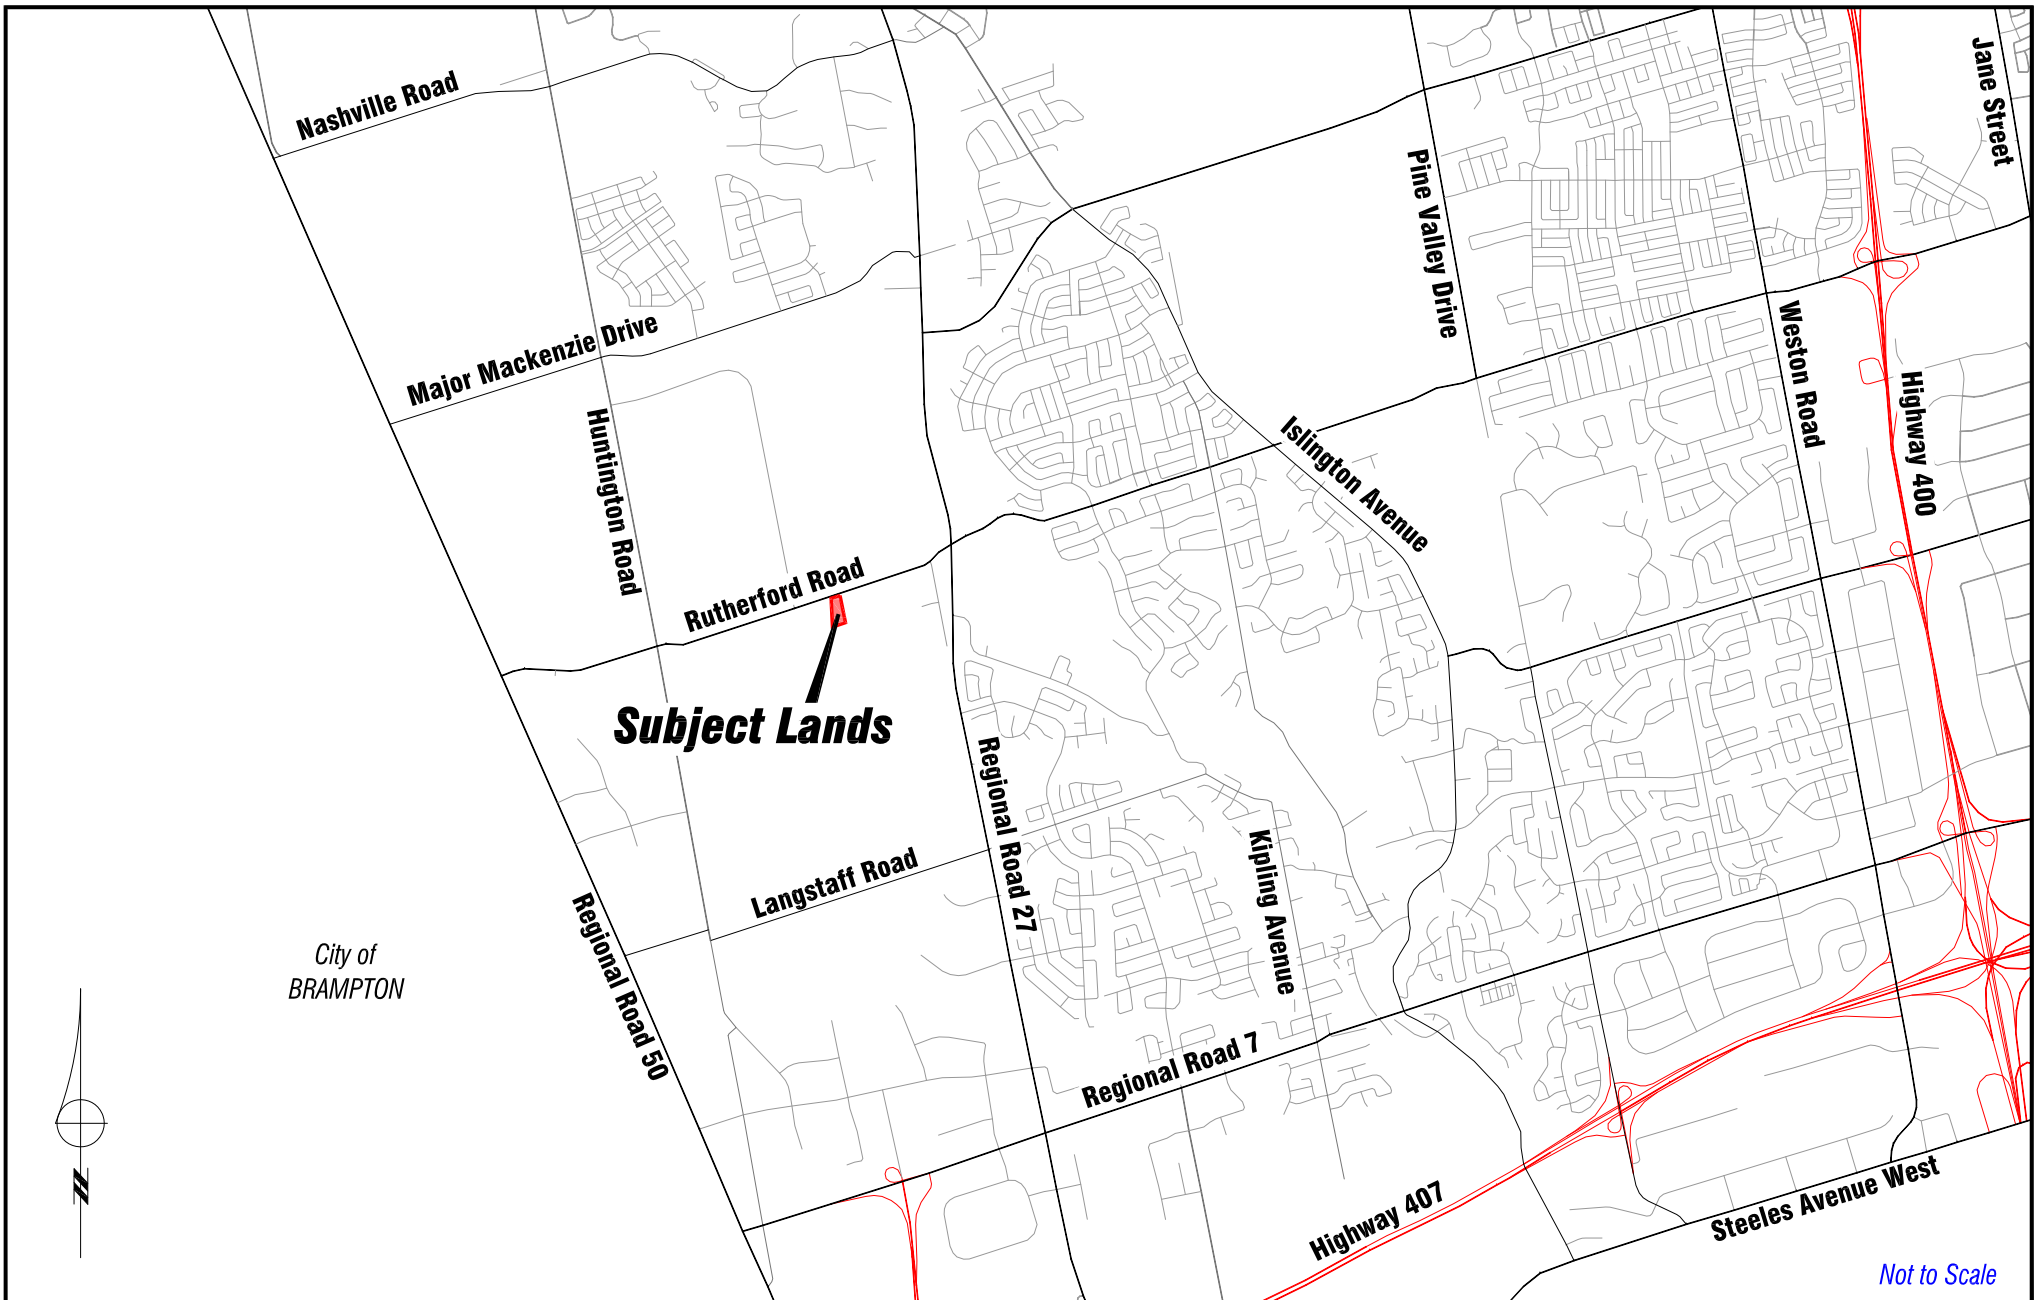 Nashville Road
Jane Street
Pine Valley Drive
Major Mackenzie Drive
Weston Road
Highway 400
Huntington Road
Islington Avenue
Rutherford Road
Subject Lands
Regional Road 27
Kipling Avenue
Langstaff Road
Regional Road 50
City of
BRAMPTON
Regional Road 7
N
Highway 407
Steeles Avenue West
Not to Scale